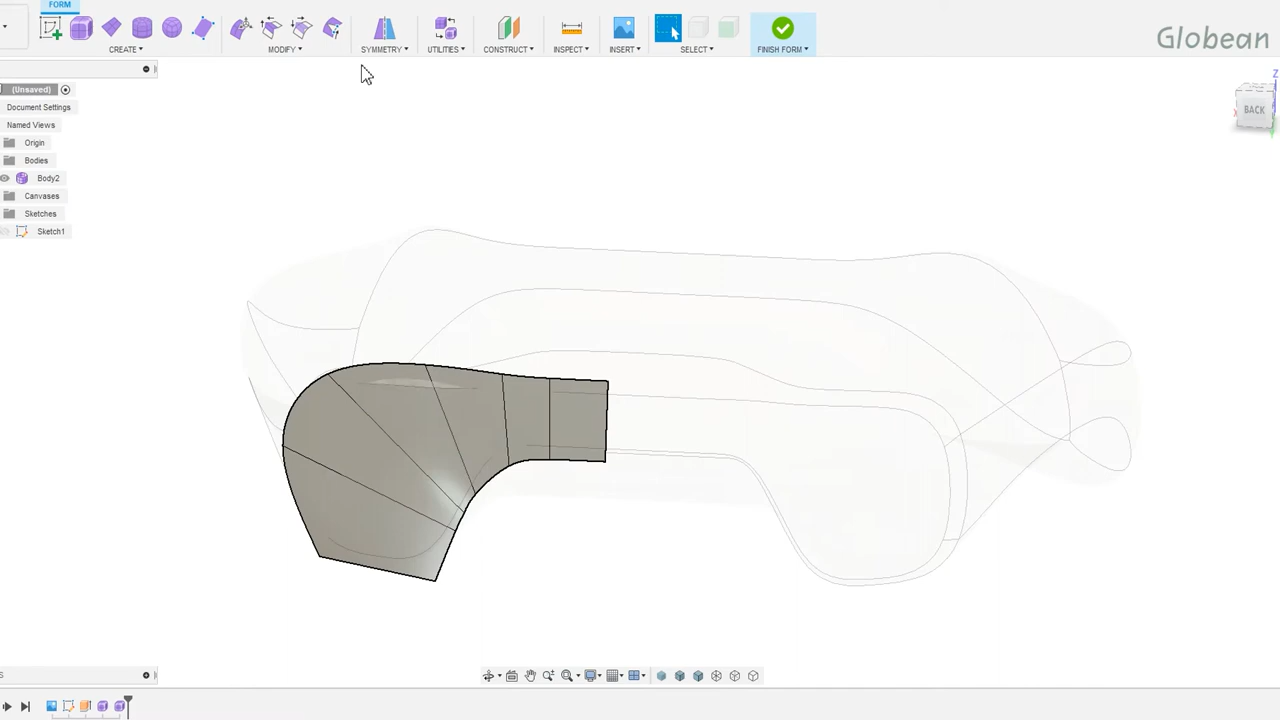 FORM
CREATE
MODIFY
SYMMETRY
UTILITIES
CONSTRUCT
INSPECT
INSERT
SELECT
FINISH FORM
Globean
(Unsaved)
Document Settings
Named Views
Origin
Bodies
Body2
Canvases
Sketches
Sketch1
Z
X
BACK
S